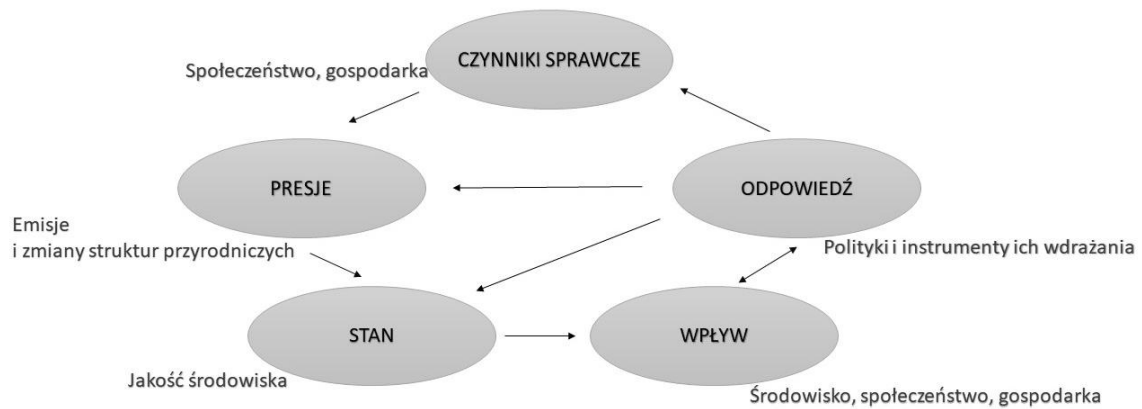 CZYNNIKI SPRAWCZE
Społeczeństwo, gospodarka
PRESJE
ODPOWIEDŹ
Emisje
i zmiany struktur przyrodniczych
Polityki i instrumenty ich wdrażania
STAN
WPŁYW
Jakość środowiska
Środowisko, społeczeństwo, gospodarka